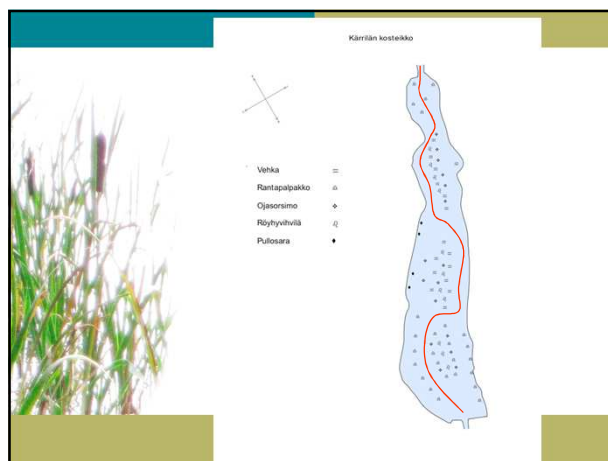 Kärrilän kosteikko
Vehka
Rantapalpakko
Ojasorsimo
Röyhyvihvilä
Pullosara